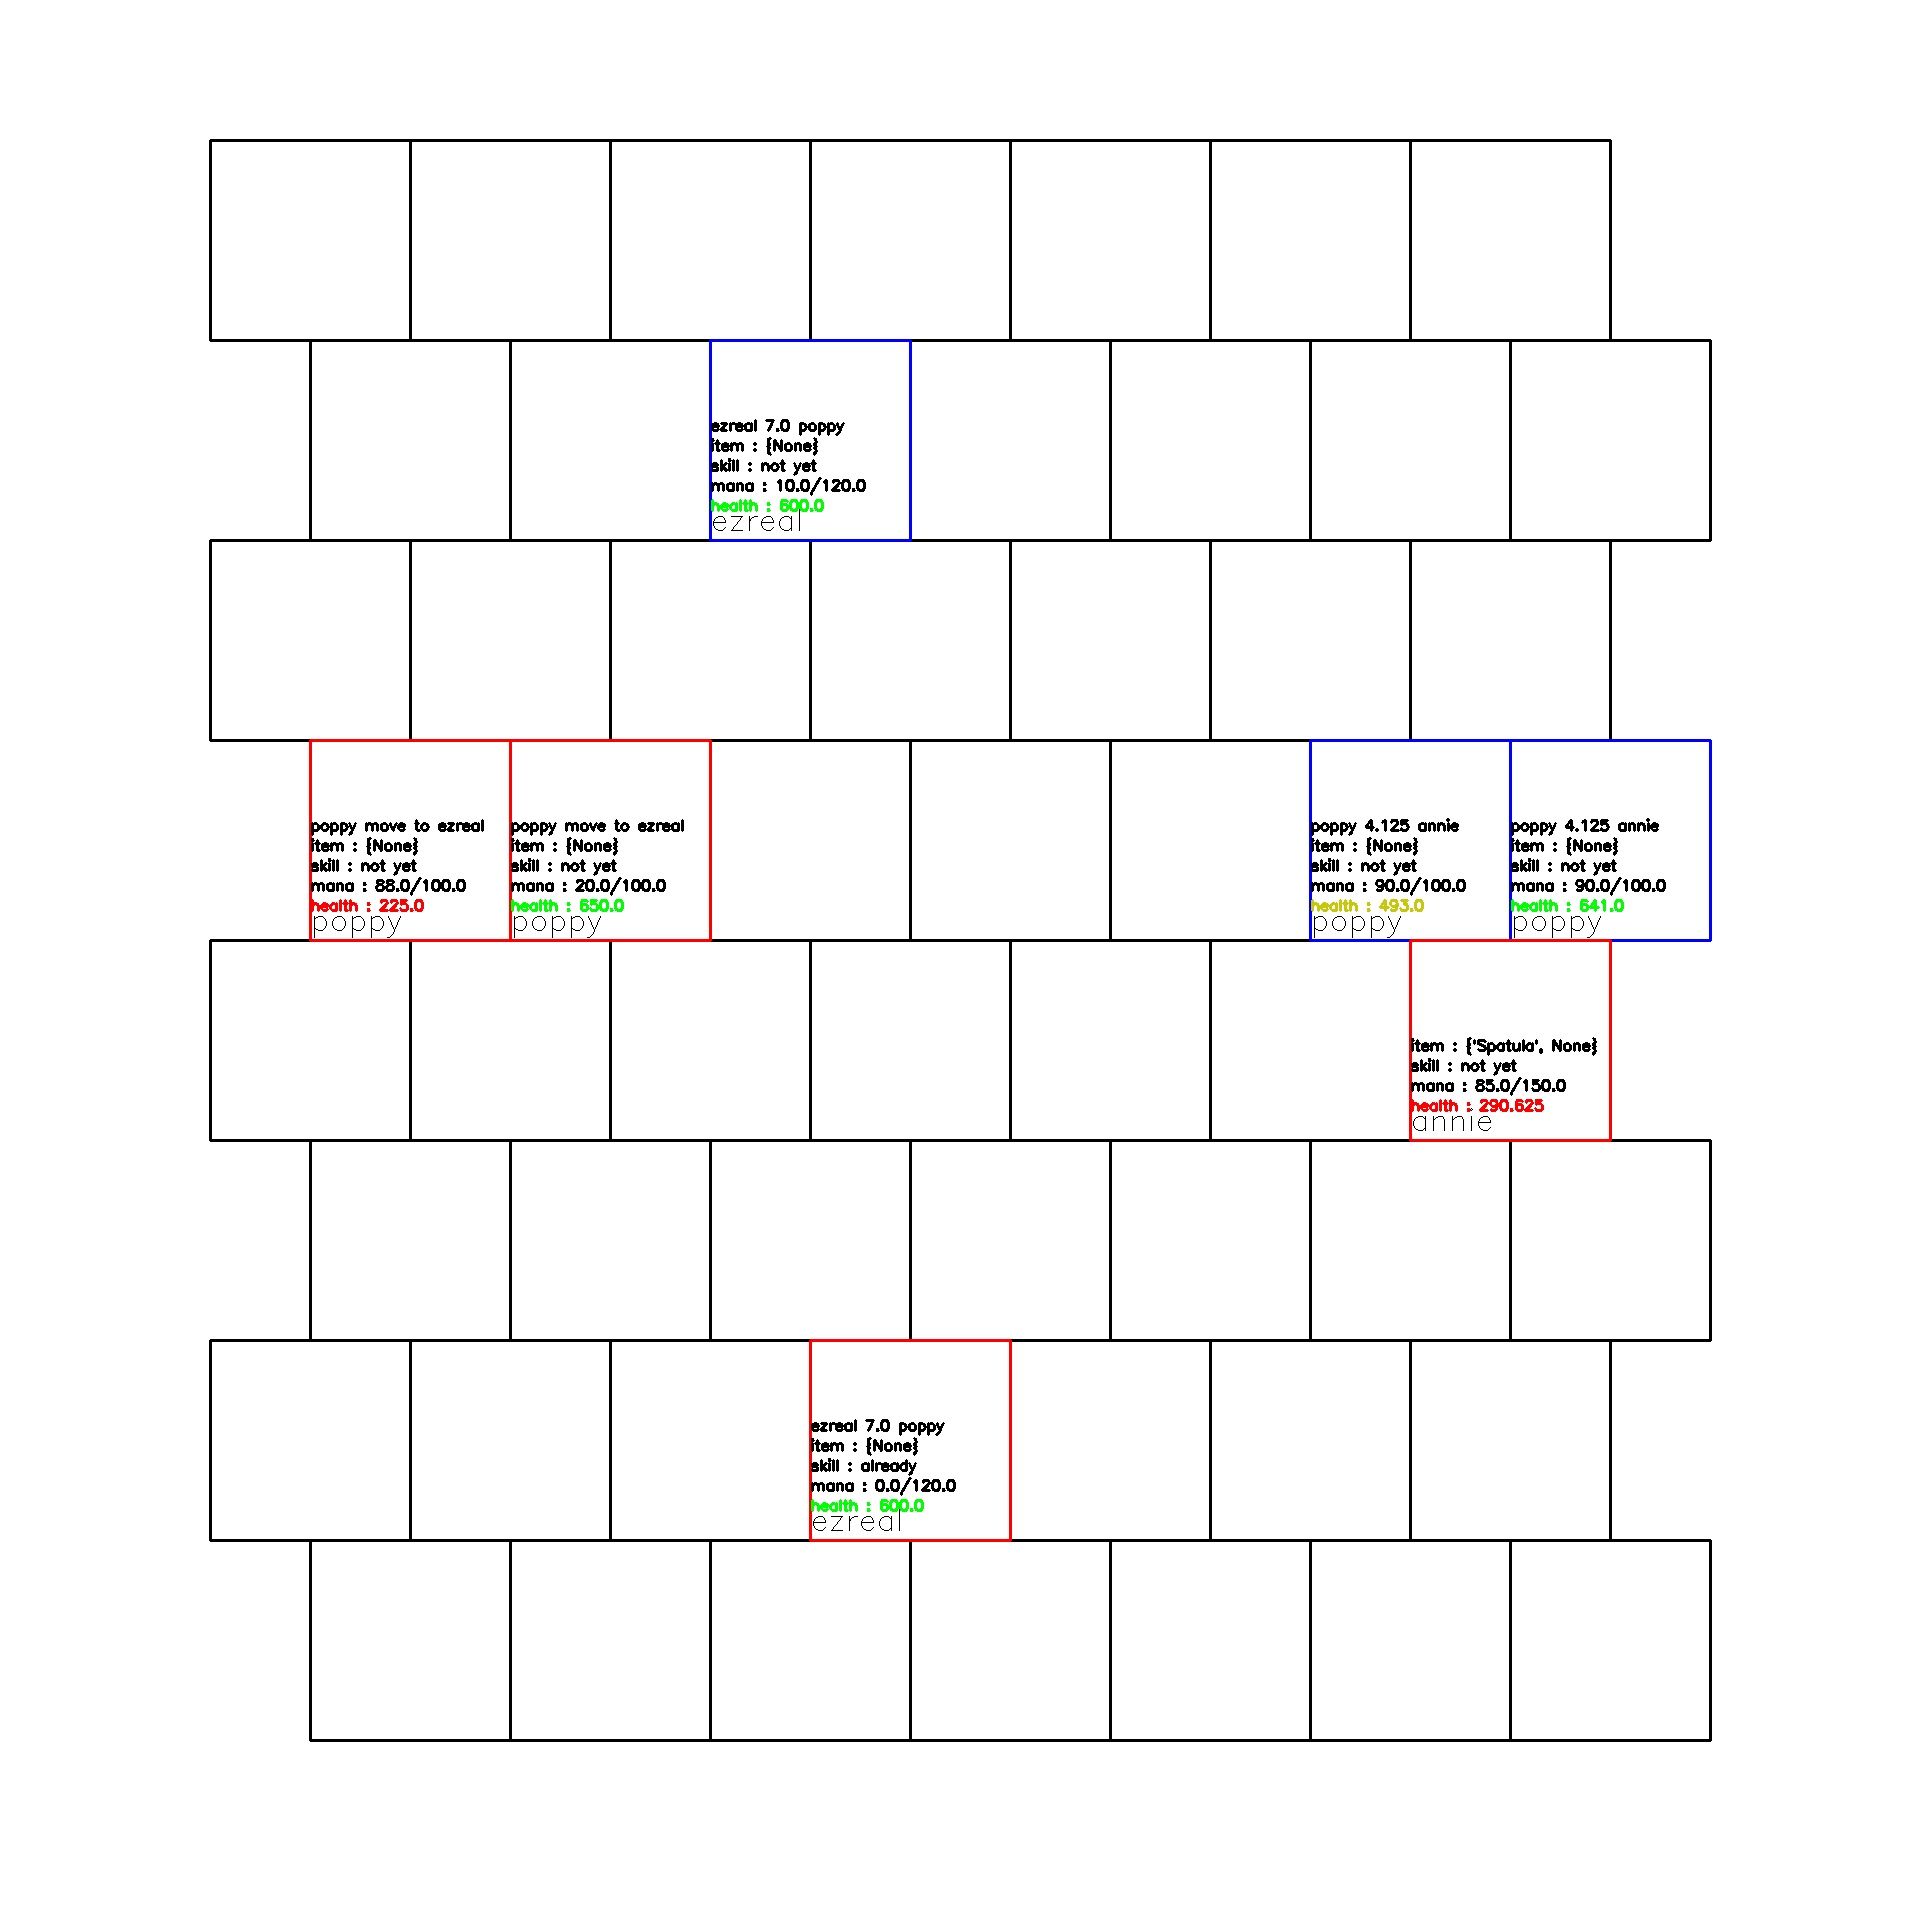 ezreal 7.0 poppy
item : {None}
skill : not yet
mana : 10.0/120.0
health : 600.0
ezreal
poppy move to ezreal
item : {None}
skill : not yet
mana : 88.0/100.0
health : 225.0
poppy
poppy move to ezreal
item : {None}
skill : not yet
mana : 20.0/100.0
health : 650.0
poppy
poppy 4.125 annie
item : {None}
skill : not yet
mana : 90.0/100.0
health : 493.0
poppy
poppy 4.125 annie
item : {None}
skill : not yet
mana : 90.0/100.0
health : 641.0
poppy
item : {'Spatula', None}
skill : not yet
mana : 85.0/150.0
health : 290.625
annie
ezreal 7.0 poppy
item : {None}
skill : already
mana : 0.0/120.0
health : 600.0
ezreal